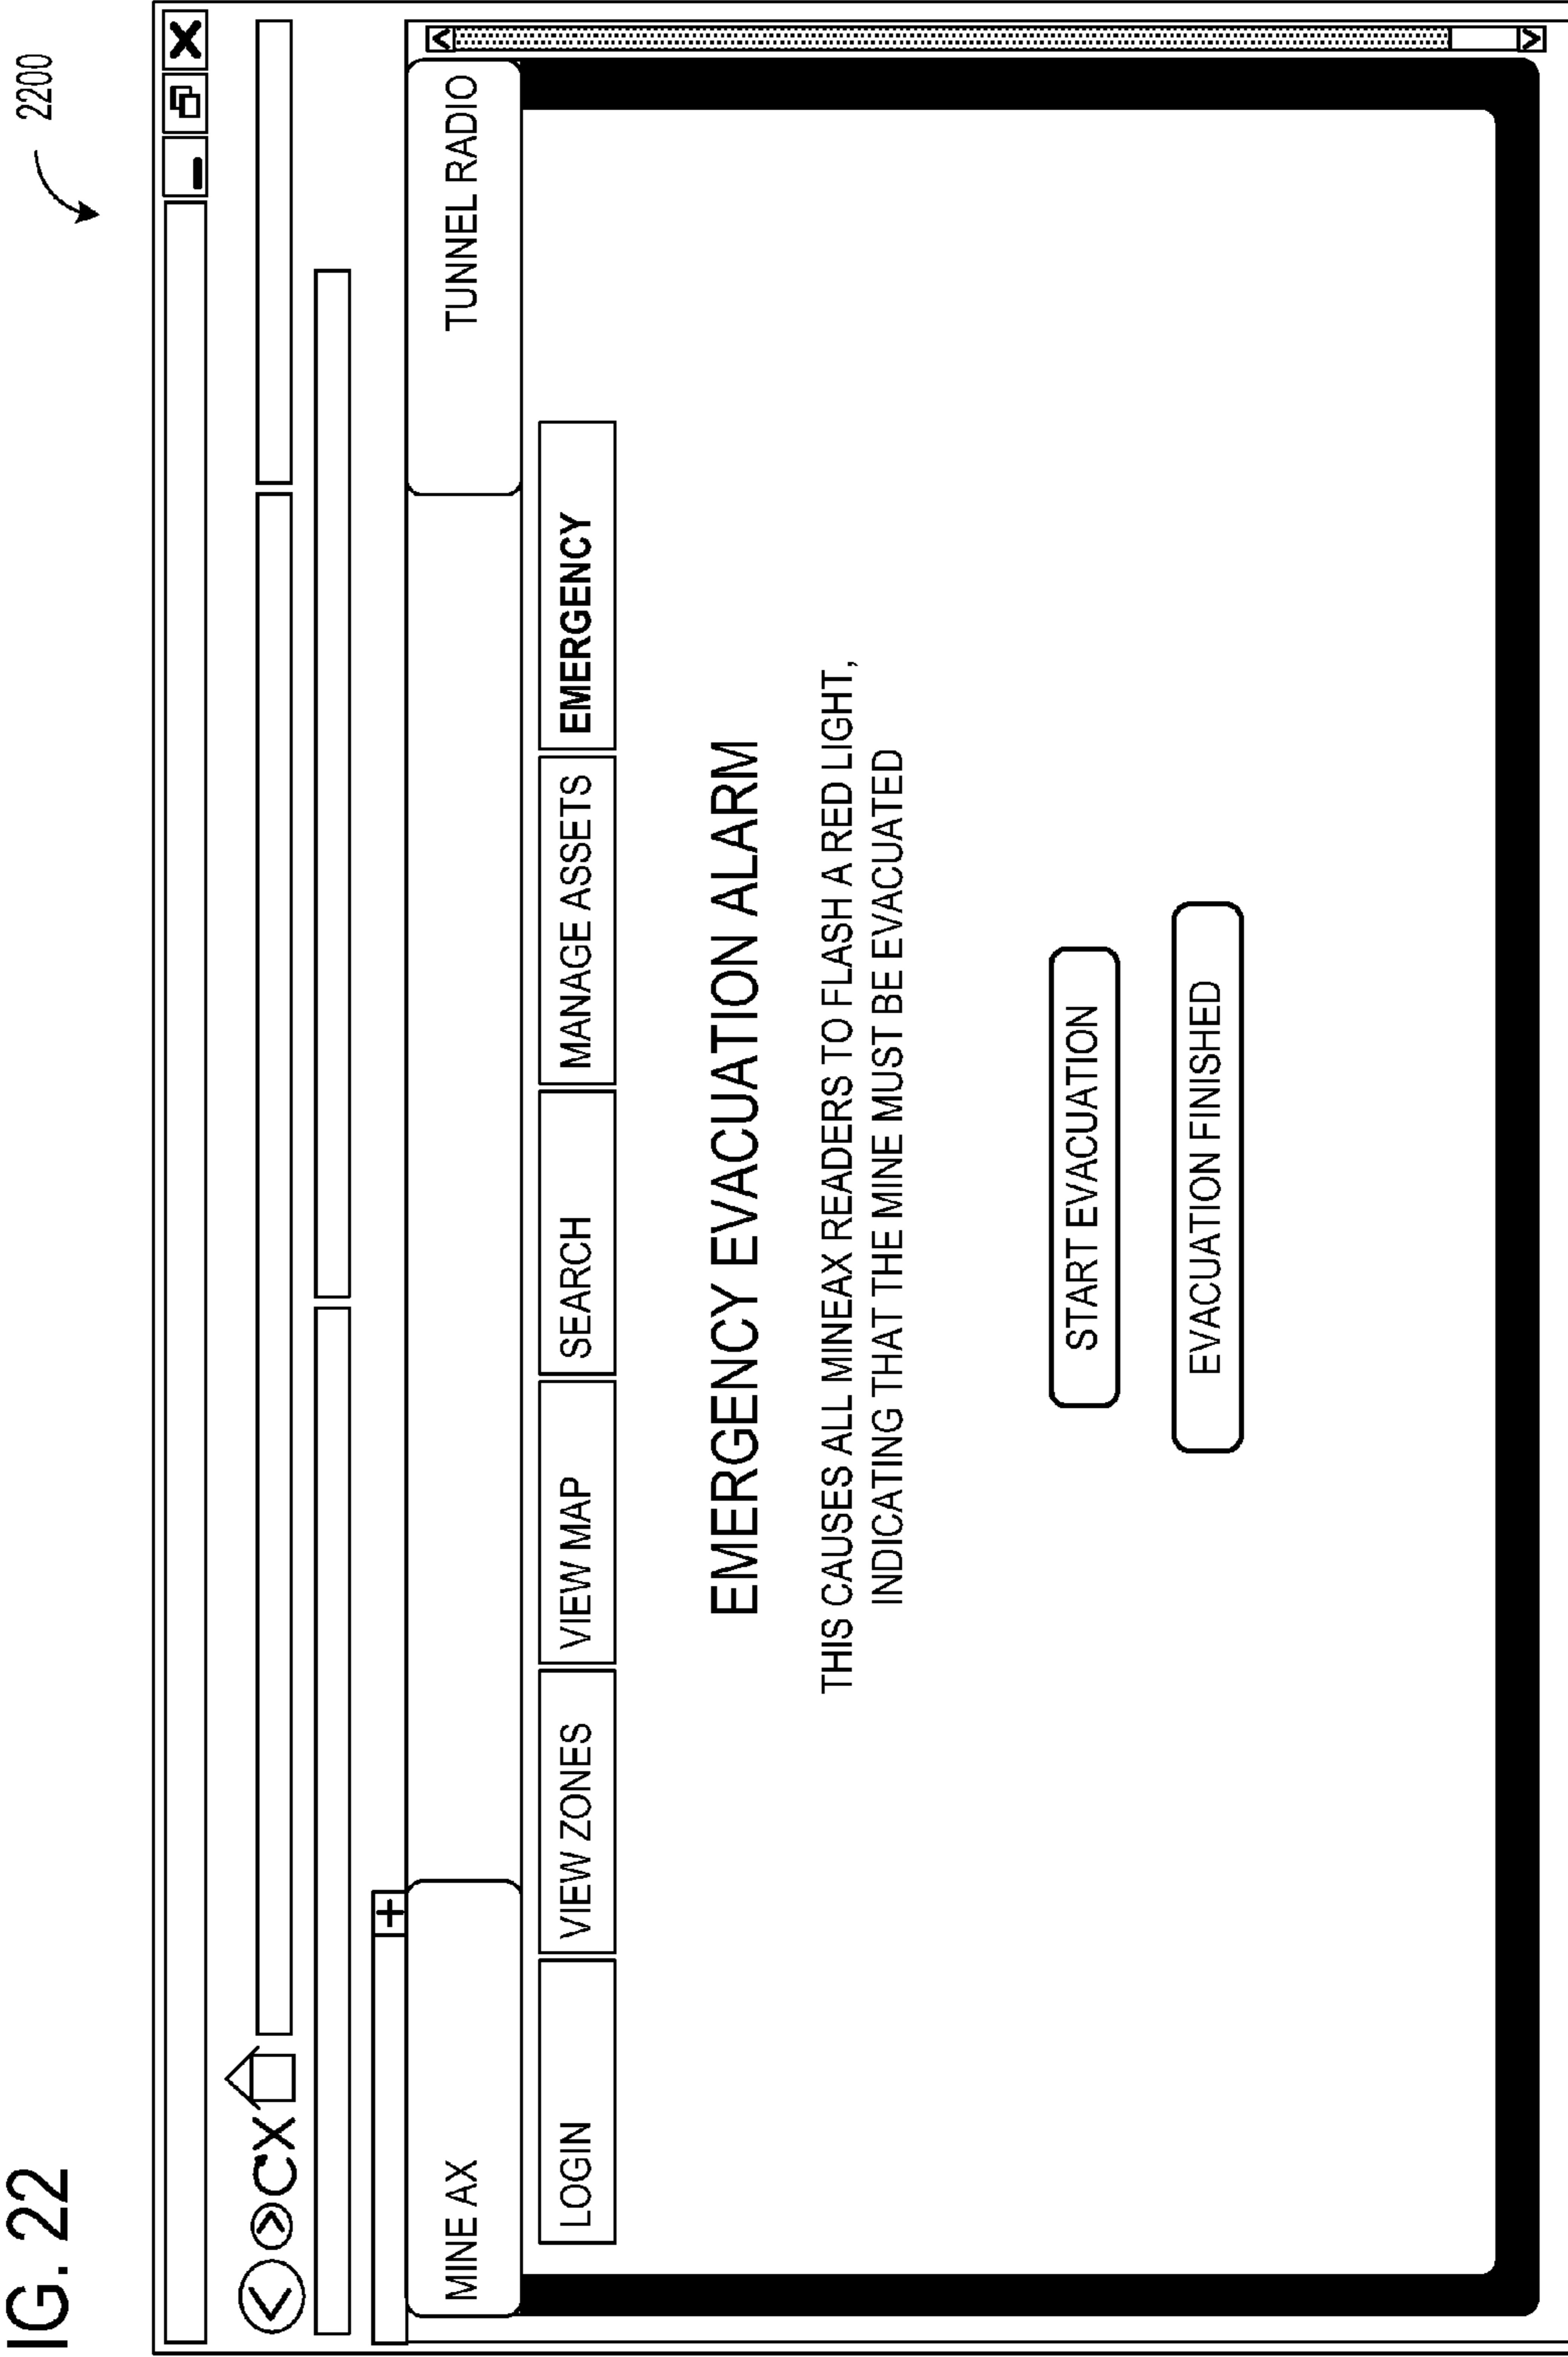 IG. 22
2200
MINE AX
TUNNEL RADIO
LOGIN
VIEW ZONES
VIEW MAP
SEARCH
MANAGE ASSETS
EMERGENCY
EMERGENCY EVACUATION ALARM
THIS CAUSES ALL MINEAX READERS TO FLASH A RED LIGHT,
INDICATING THAT THE MINE MUST BE EVACUATED
START EVACUATION
EVACUATION FINISHED